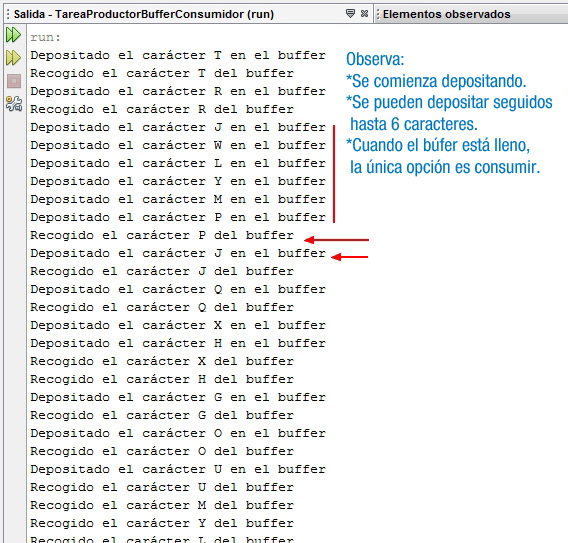 Salida - TareaProductorBufferConsumidor (run)
Elementos observados
run:
Depositado el carácter T en el buffer
Recogido el carácter T del buffer
Depositado el carácter R en el buffer
Recogido el carácter R del buffer
Depositado el carácter J en el buffer
Depositado el carácter W en el buffer
Depositado el carácter L en el buffer
Depositado el carácter Y en el buffer
Depositado el carácter M en el buffer
Depositado el carácter P en el buffer
Recogido el carácter P del buffer
Depositado el carácter J en el buffer
Recogido el carácter J del buffer
Depositado el carácter Q en el buffer
Recogido el carácter Q del buffer
Depositado el carácter X en el buffer
Depositado el carácter H en el buffer
Recogido el carácter X del buffer
Recogido el carácter H del buffer
Depositado el carácter G en el buffer
Recogido el carácter G del buffer
Depositado el carácter O en el buffer
Recogido el carácter O del buffer
Depositado el carácter U en el buffer
Recogido el carácter U del buffer
Recogido el carácter M del buffer
Recogido el carácter Y del buffer
Recogido el carácter L del buffer
Observa:
*Se comienza depositando.
*Se pueden depositar seguidos
hasta 6 caracteres.
*Cuando el búfer está lleno,
la única opción es consumir.